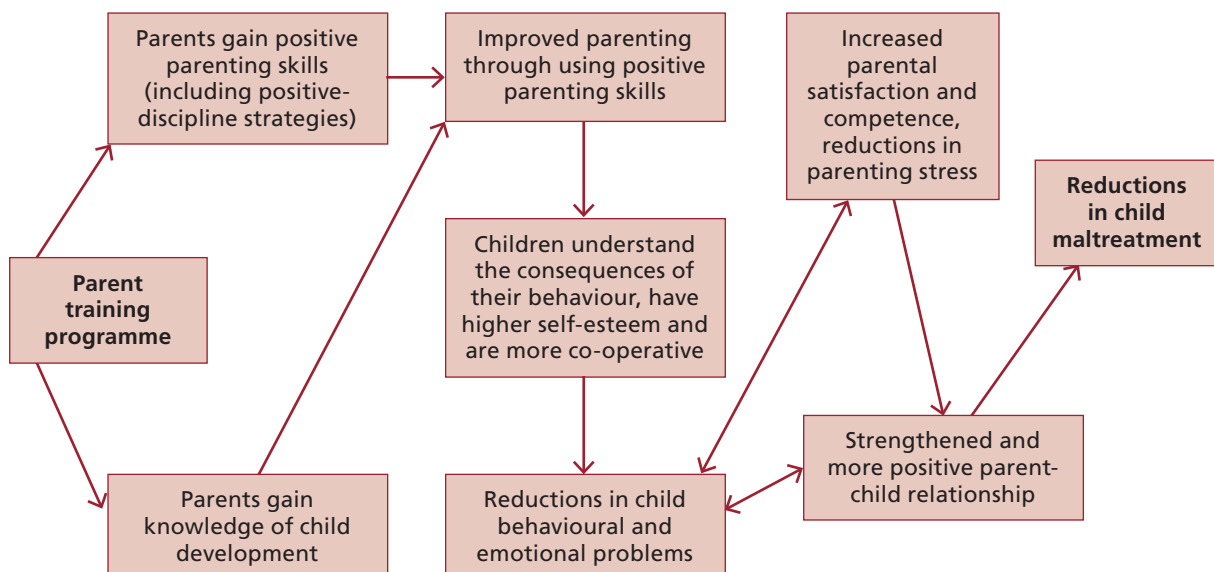 Parents gain positive
parenting skills
(including positive-
discipline strategies)
Improved parenting
through using positive
parenting skills
Increased
parental
satisfaction and
competence,
reductions in
parenting stress
Reductions
in child
maltreatment
Parent
training
programme
Children understand
the consequences of
their behaviour, have
higher self-esteem and
are more co-operative
Parents gain
knowledge of child
development
Reductions in child
behavioural and
emotional problems
Strengthened and
more positive parent-
child relationship